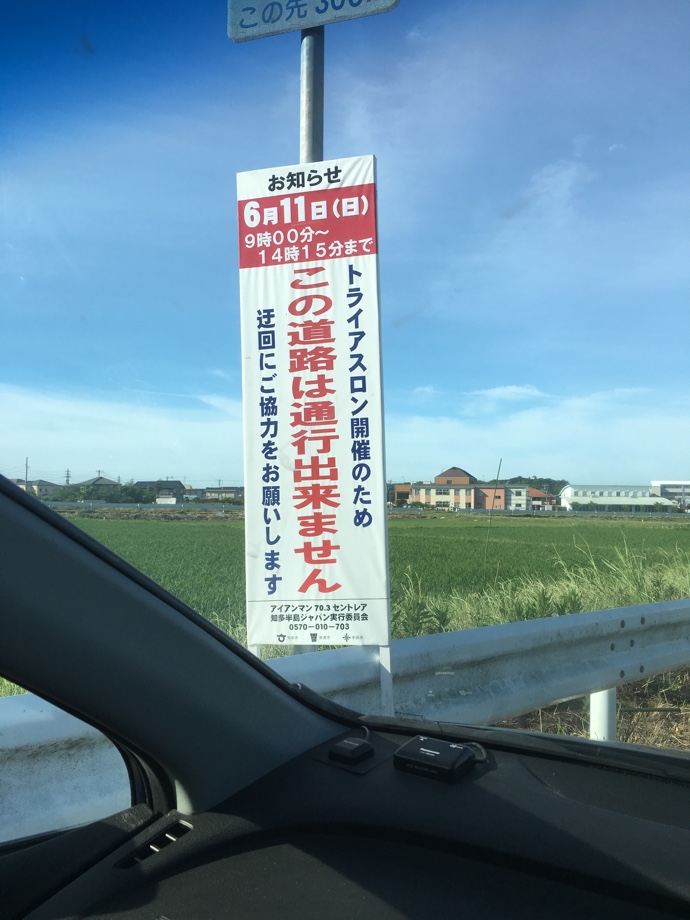 この先 300m
お知らせ
6月11日(日)
9時00分～
14時15分まで
トライアスロン開催のため
この道路は通行出来ません
迂回にご協力をお願いします
アイアンマン 70.3 セントレア
知多半島ジャパン実行委員会
0570-010-703
Panasonic